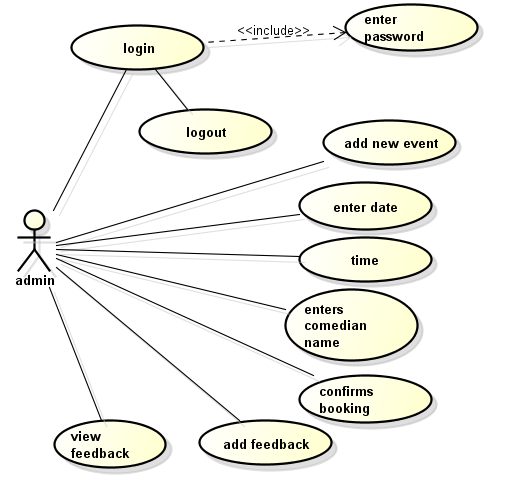 enter
password
<<include>>
login
logout
add new event
enter date
time
admin
enters
comedian
name
confirms
booking
view
feedback
add feedback